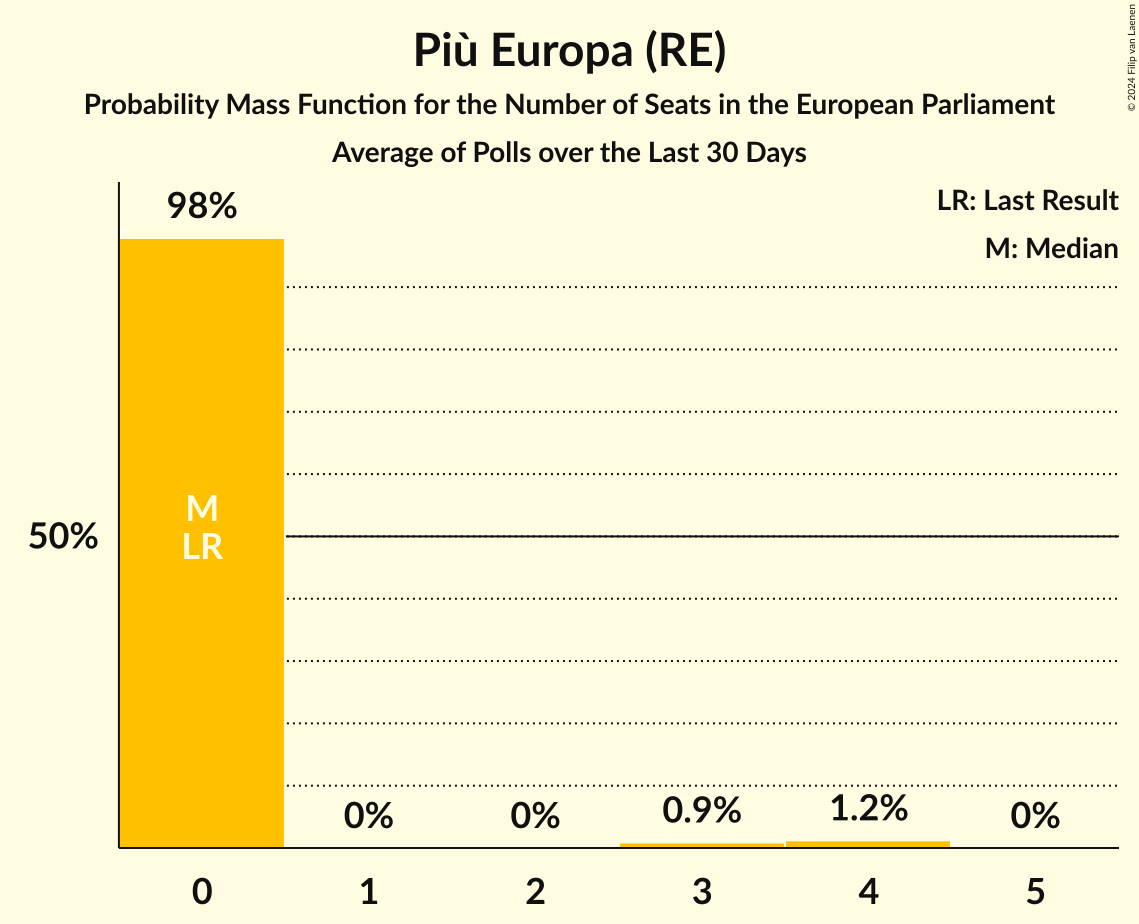 Più Europa (RE)
Probability Mass Function for the Number of Seats in the European Parliament
Average of Polls over the Last 30 Days
© 2024 Filip van Laenen
LR: Last Result
M: Median
98%
M
LR
50%
0%
0%
0.9%
1.2%
0%
0
1
2
3
4
5